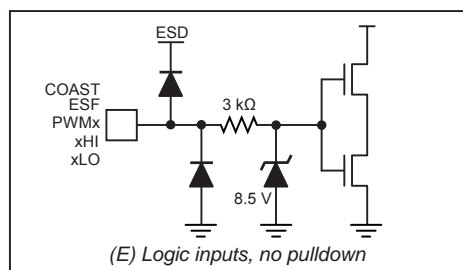 ESD
COAST
ESF
PWMx
xHI
xLO
3 kΩ
8.5 V
(E) Logic inputs, no pulldown